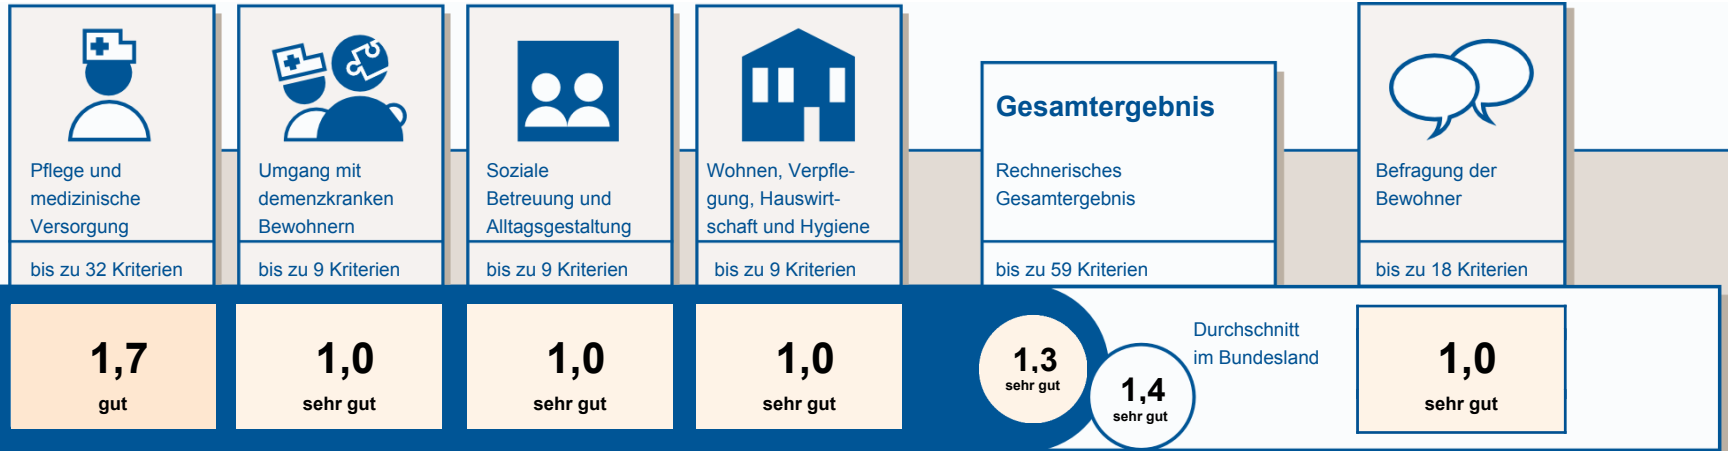 Pflege und
medizinische
Versorgung
bis zu 32 Kriterien
1,7
gut
Umgang mit
demenzkranken
Bewohnern
bis zu 9 Kriterien
1,0
sehr gut
Soziale
Betreuung und
Alltagsgestaltung
bis zu 9 Kriterien
1,0
sehr gut
Wohnen, Verpfle-
gung, Hauswirt-
schaft und Hygiene
bis zu 9 Kriterien
1,0
sehr gut
Gesamtergebnis
Rechnerisches
Gesamtergebnis
bis zu 59 Kriterien
1,3
sehr gut
1,4
sehr gut
Durchschnitt
im Bundesland
Befragung der
Bewohner
bis zu 18 Kriterien
1,0
sehr gut